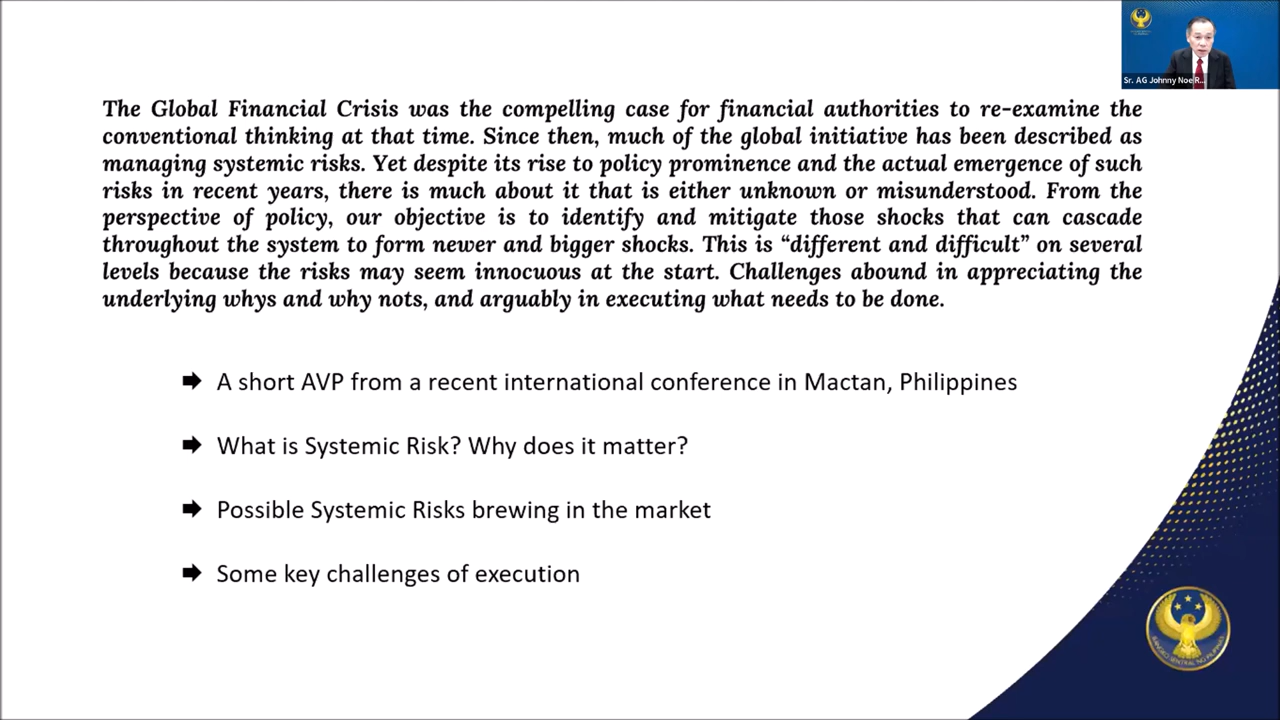 Sr. AG Johnny Noe R...
The Global Financial Crisis was the compelling case for financial authorities to re-examine the
conventional thinking at that time. Since then, much of the global initiative has been described as
managing systemic risks. Yet despite its rise to policy prominence and the actual emergence of such
risks in recent years, there is much about it that is either unknown or misunderstood. From the
perspective of policy, our objective is to identify and mitigate those shocks that can cascade
throughout the system to form newer and bigger shocks. This is “different and difficult” on several
levels because the risks may seem innocuous at the start. Challenges abound in appreciating the
underlying whys and why nots, and arguably in executing what needs to be done.
A short AVP from a recent international conference in Mactan, Philippines
What is Systemic Risk? Why does it matter?
Possible Systemic Risks brewing in the market
Some key challenges of execution
BANGKO SENTRAL NG PILIPINAS